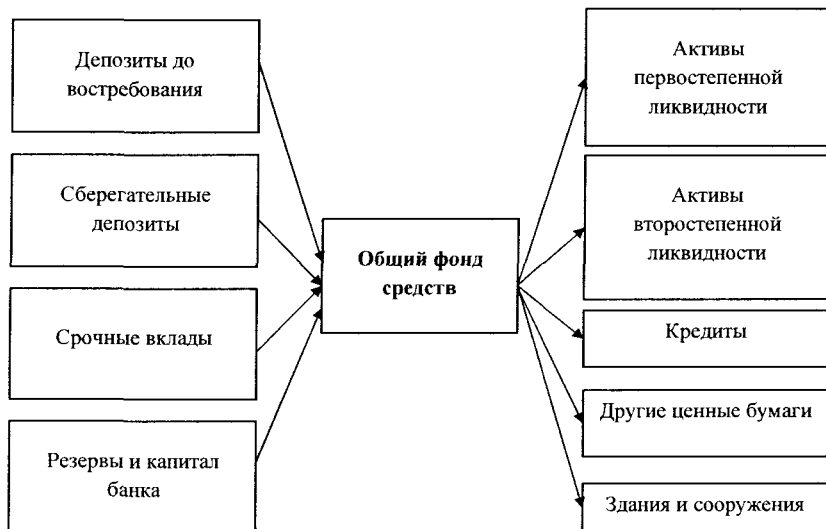 Депозиты до
востребования
Сберегательные
депозиты
Срочные вклады
Резервы и капитал
банка
Общий фонд
средств
Активы
первостепенной
ликвидности
Активы
второстепенной
ликвидности
Кредиты
Другие ценные бумаги
Здания и сооружения